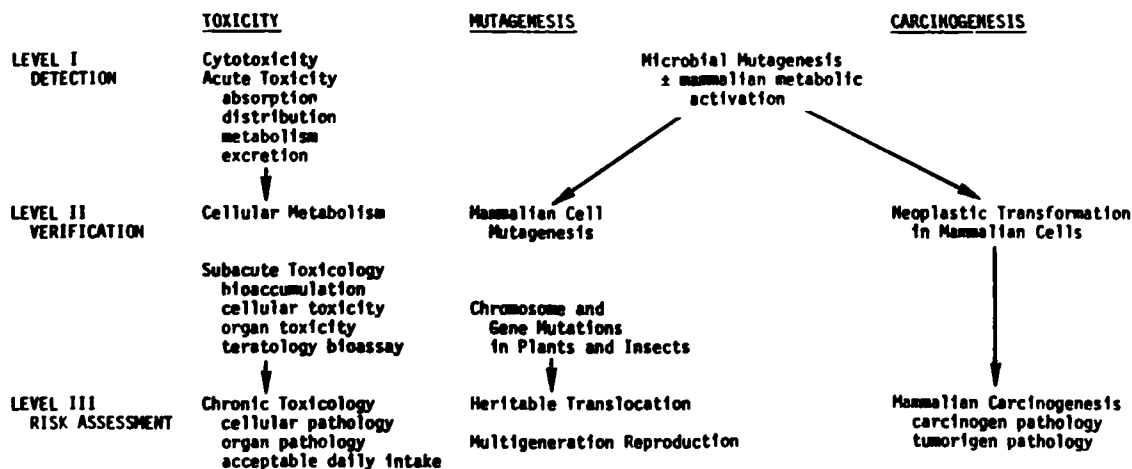 TOXICITY MUTAGENESIS CARCINOGENESIS
LEVEL I Cytotoxicity Microbial Mutagenesis
DETECTION Acute Toxicity ± mammalian metabolic
absorption activation
distribution
metabolism
excretion
LEVEL II Cellular Metabolism Mammalian Cell Neoplastic Transformation
VERIFICATION Mutagenesis in Mammalian Cells
Subacute Toxicology
bioaccumulation
cellular toxicity Chromosome and
organ toxicity Gene Mutations
teratology bioassay in Plants and Insects
LEVEL III Chronic Toxicology Heritable Translocation Mammalian Carcinogenesis
RISK ASSESSMENT cellular pathology carcinogen pathology
organ pathology Multigeneration Reproduction tumorigen pathology
acceptable daily intake